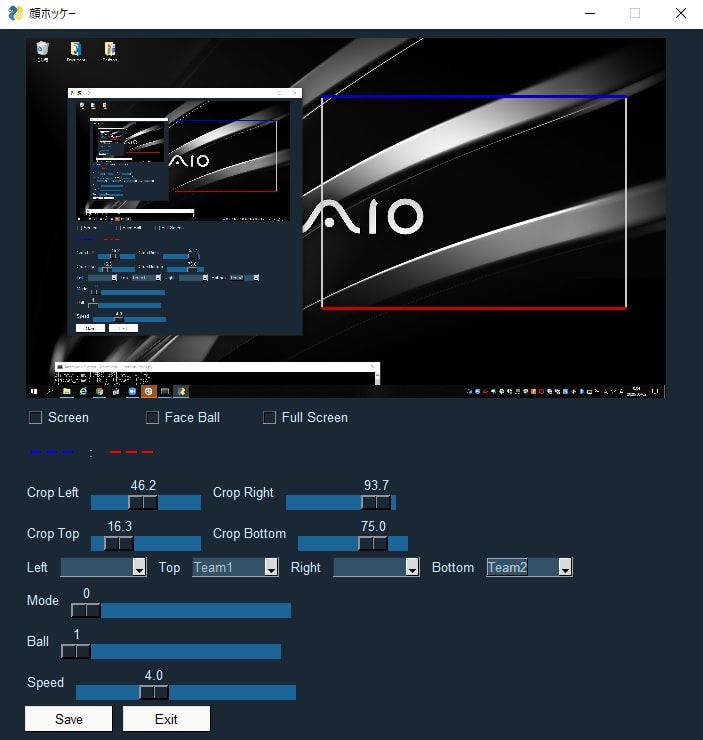 顔ホッケー
AIO
AIO
Screen Face Ball Full Screen
--- : ---
Crop Left 46.2 Crop Right 93.7
Crop Top 16.3 Crop Bottom 75.0
Left Top Team1 Right Bottom Team2
Mode 0
Ball 1
Speed 4.0
Save Exit